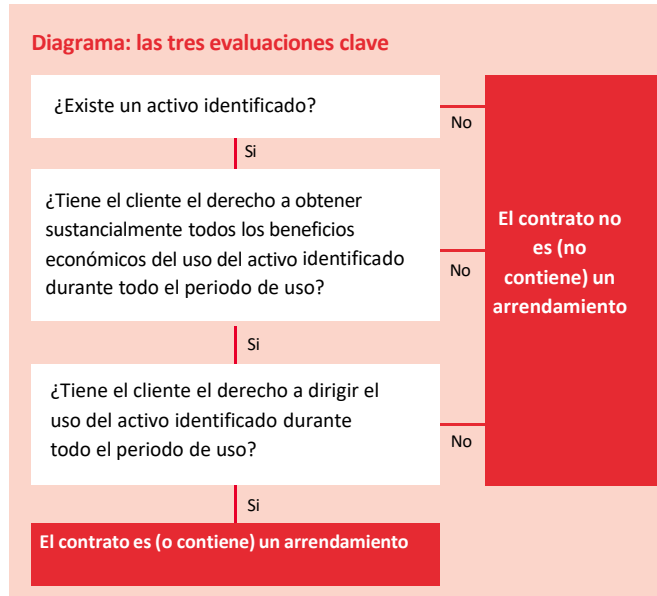 Diagrama: las tres evaluaciones clave
¿Existe un activo identificado?
No
Si
¿Tiene el cliente el derecho a obtener
sustancialmente todos los beneficios
económicos del uso del activo identificado
durante todo el periodo de uso?
No
Si
¿Tiene el cliente el derecho a dirigir el
uso del activo identificado durante
todo el periodo de uso?
No
Si
El contrato es (o contiene) un arrendamiento
El contrato no
es (no
contiene) un
arrendamiento